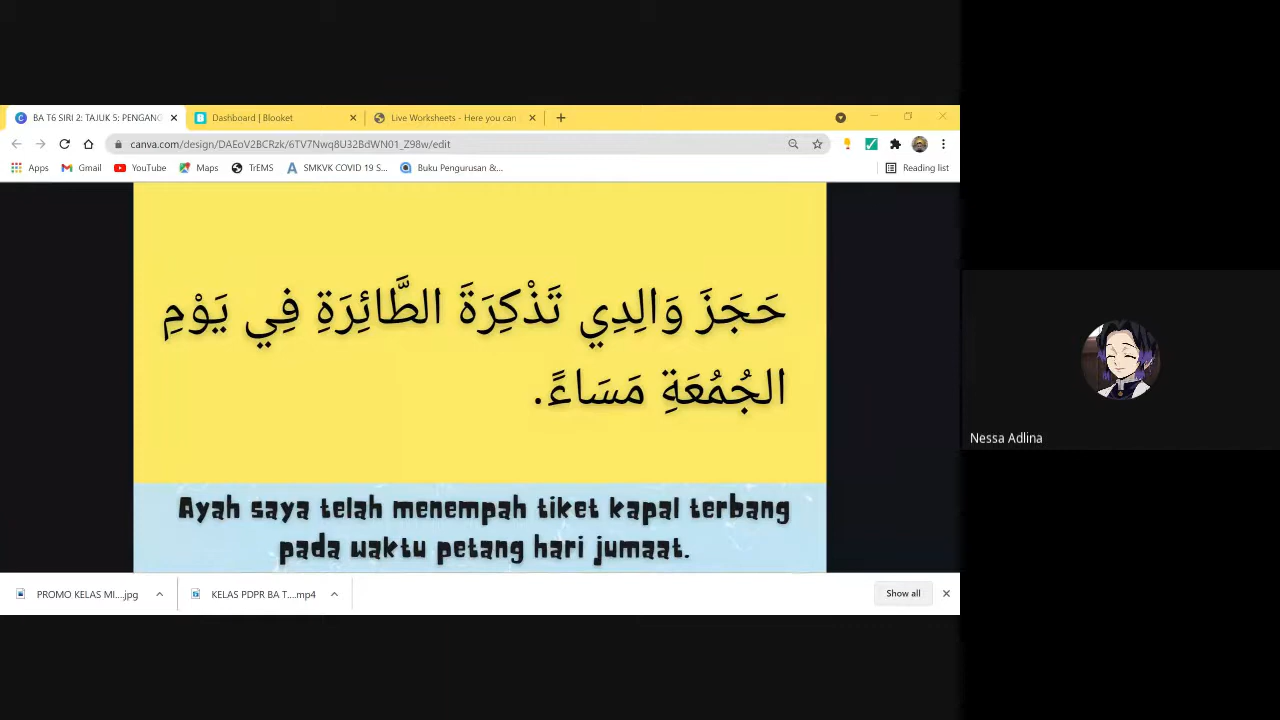 BA T6 SIRI 2: TAJUK 5: PENGANG
Dashboard | Blooket
Live Worksheets - Here you can
canva.com/design/DAEoV2BCRzk/6TV7Nwq8U32BdWN01_Z98w/edit
Apps
Gmail
YouTube
Maps
TrEMS
SMKVK COVID 19 S...
Buku Pengurusan &...
Reading list
حَجَزَ وَالِدِي تَذْكِرَةَ الطَّائِرَةِ فِي يَوْمِ
الجُمُعَةِ مَسَاءً.
Ayah saya telah menempah tiket kapal terbang
pada waktu petang hari jumaat.
Nessa Adlina
PROMO KELAS MI....jpg
KELAS PDPR BA T....mp4
Show all